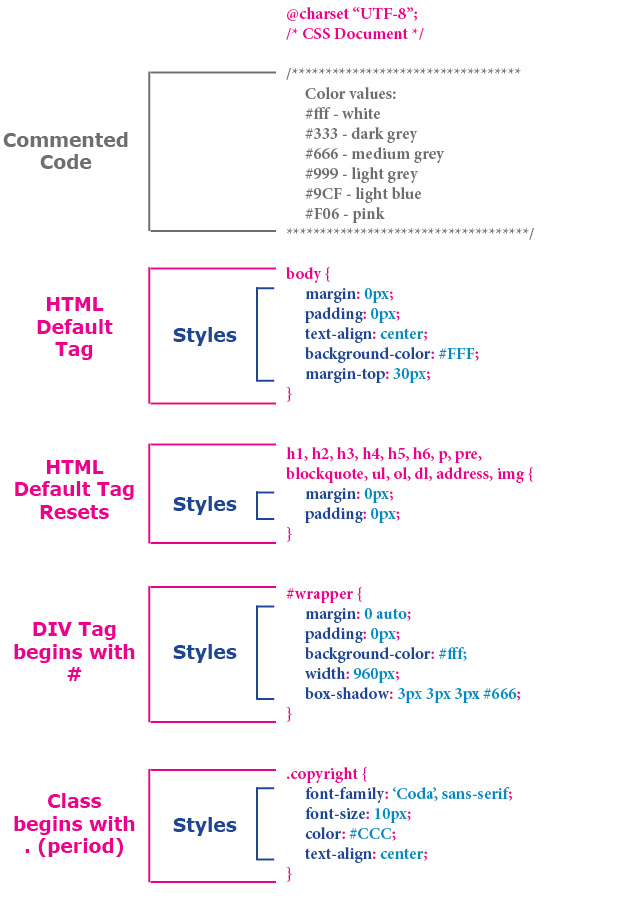 @charset “UTF-8”;
/* CSS Document */
Commented
Code
/**********************************
Color values:
#fff - white
#333 - dark grey
#666 - medium grey
#999 - light grey
#9CF - light blue
#F06 - pink
************************************/
HTML
Default
Tag
Styles
body {
margin: 0px;
padding: 0px;
text-align: center;
background-color: #FFF;
margin-top: 30px;
}
HTML
Default Tag
Resets
Styles
h1, h2, h3, h4, h5, h6, p, pre,
blockquote, ul, ol, dl, address, img {
margin: 0px;
padding: 0px;
}
DIV Tag
begins with
#
Styles
#wrapper {
margin: 0 auto;
padding: 0px;
background-color: #fff;
width: 960px;
box-shadow: 3px 3px 3px #666;
}
Class
begins with
. (period)
Styles
.copyright {
font-family: ‘Coda’, sans-serif;
font-size: 10px;
color: #CCC;
text-align: center;
}